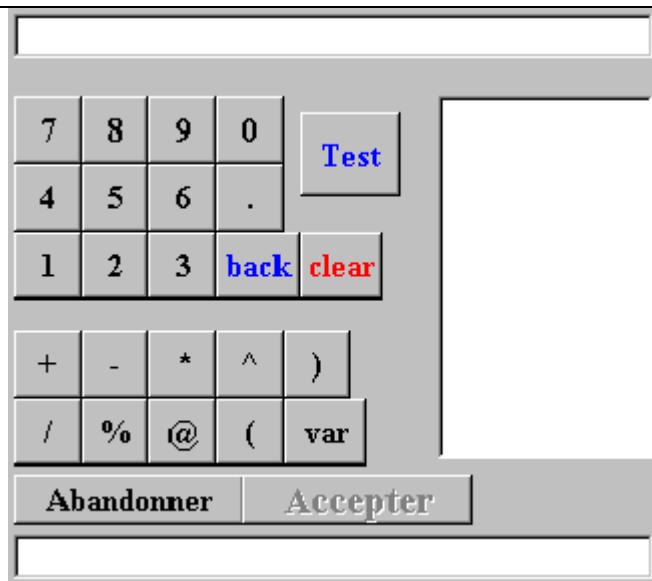 7 8 9 0 Test
4 5 6 .
1 2 3 back clear
+ - * ^ )
/ % @ ( var
Abandonner Accepter